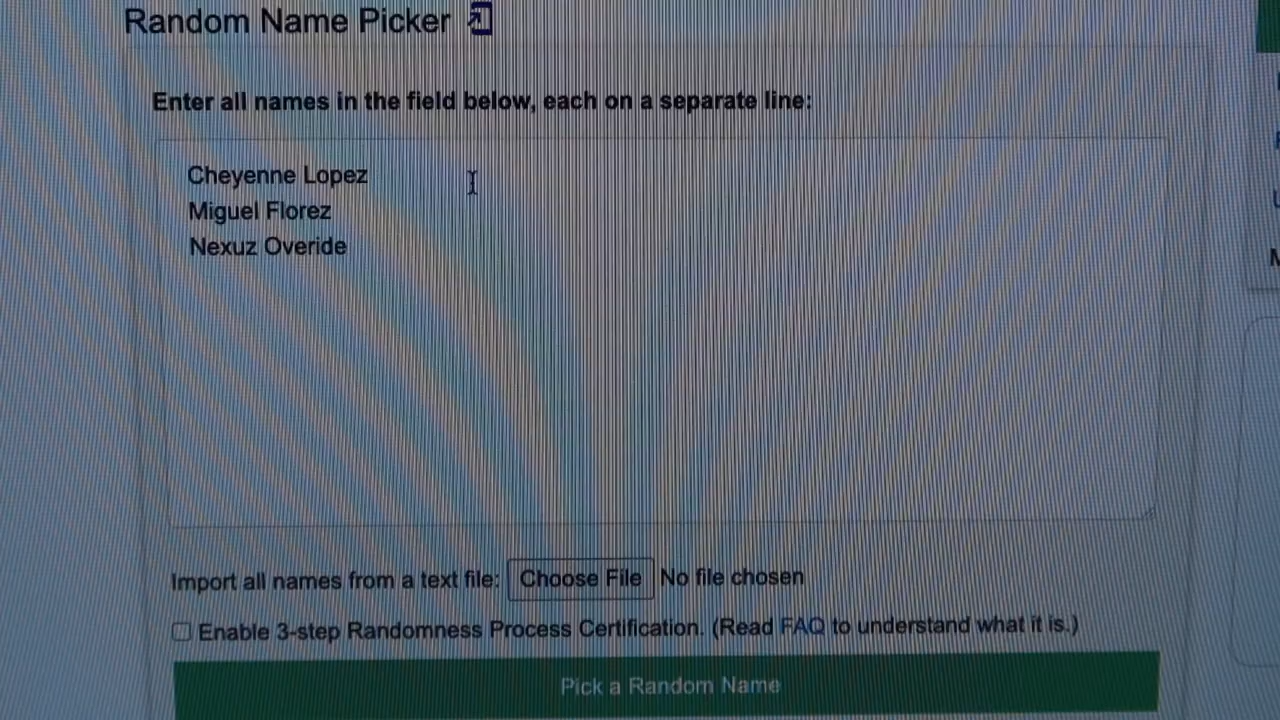 Random Name Picker
Enter all names in the field below, each on a separate line:
Cheyenne Lopez
Miguel Florez
Nexuz Overide
Import all names from a text file: Choose File No file chosen
Enable 3-step Randomness Process Certification. (Read FAQ to understand what it is.)
Pick a Random Name